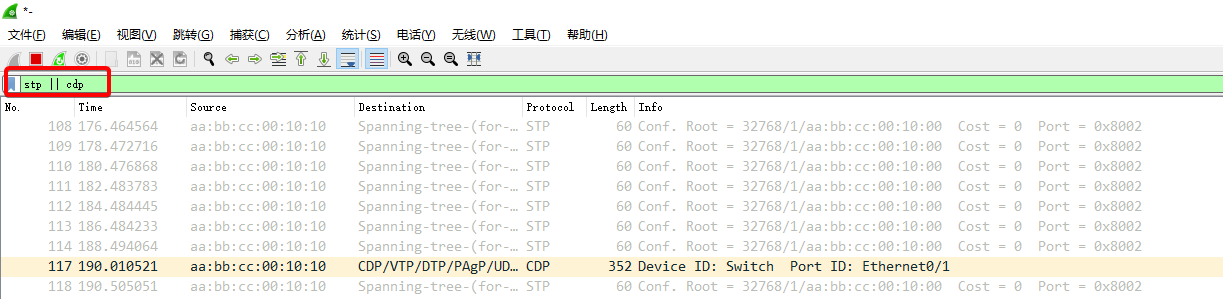 *-
文件(F) 编辑(E) 视图(V) 跳转(G) 捕获(C) 分析(A) 统计(S) 电话(Y) 无线(W) 工具(T) 帮助(H)
stp || cdp
No. Time Source Destination Protocol Length Info
108 176.464564 aa:bb:cc:00:10:10 Spanning-tree-(for-… STP 60 Conf. Root = 32768/1/aa:bb:cc:00:10:00 Cost = 0 Port = 0x8002
109 178.472716 aa:bb:cc:00:10:10 Spanning-tree-(for-… STP 60 Conf. Root = 32768/1/aa:bb:cc:00:10:00 Cost = 0 Port = 0x8002
110 180.476868 aa:bb:cc:00:10:10 Spanning-tree-(for-… STP 60 Conf. Root = 32768/1/aa:bb:cc:00:10:00 Cost = 0 Port = 0x8002
111 182.483783 aa:bb:cc:00:10:10 Spanning-tree-(for-… STP 60 Conf. Root = 32768/1/aa:bb:cc:00:10:00 Cost = 0 Port = 0x8002
112 184.484445 aa:bb:cc:00:10:10 Spanning-tree-(for-… STP 60 Conf. Root = 32768/1/aa:bb:cc:00:10:00 Cost = 0 Port = 0x8002
113 186.484233 aa:bb:cc:00:10:10 Spanning-tree-(for-… STP 60 Conf. Root = 32768/1/aa:bb:cc:00:10:00 Cost = 0 Port = 0x8002
114 188.494064 aa:bb:cc:00:10:10 Spanning-tree-(for-… STP 60 Conf. Root = 32768/1/aa:bb:cc:00:10:00 Cost = 0 Port = 0x8002
117 190.010521 aa:bb:cc:00:10:10 CDP/VTP/DTP/PAgP/UD… CDP 352 Device ID: Switch Port ID: Ethernet0/1
118 190.505051 aa:bb:cc:00:10:10 Spanning-tree-(for-… STP 60 Conf. Root = 32768/1/aa:bb:cc:00:10:00 Cost = 0 Port = 0x8002